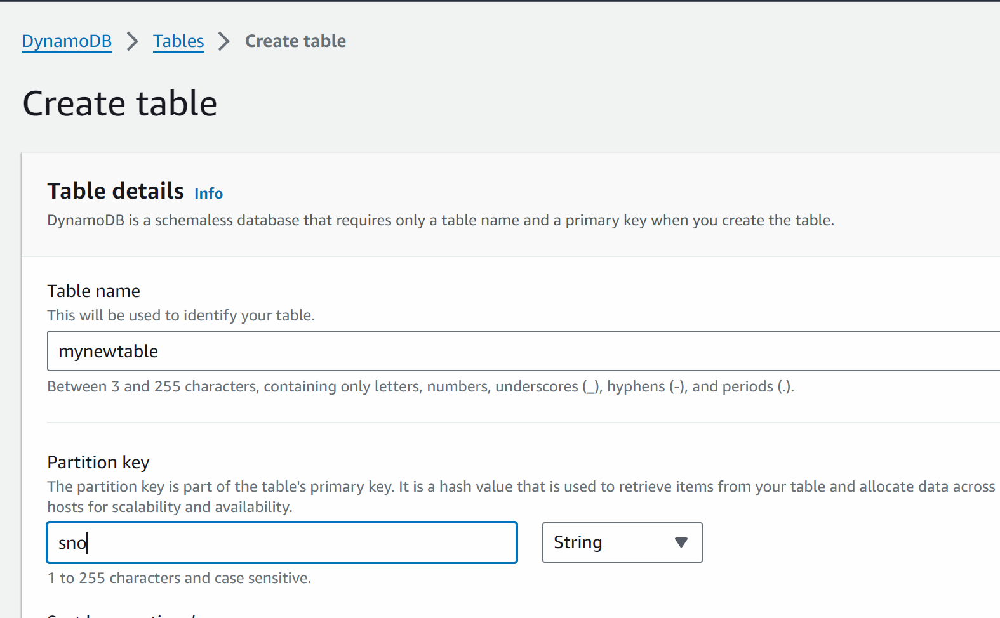 DynamoDB > Tables > Create table
Create table
Table details Info
DynamoDB is a schemaless database that requires only a table name and a primary key when you create the table.
Table name
This will be used to identify your table.
mynewtable
Between 3 and 255 characters, containing only letters, numbers, underscores (_), hyphens (-), and periods (.).
Partition key
The partition key is part of the table's primary key. It is a hash value that is used to retrieve items from your table and allocate data across
hosts for scalability and availability.
sno String
1 to 255 characters and case sensitive.